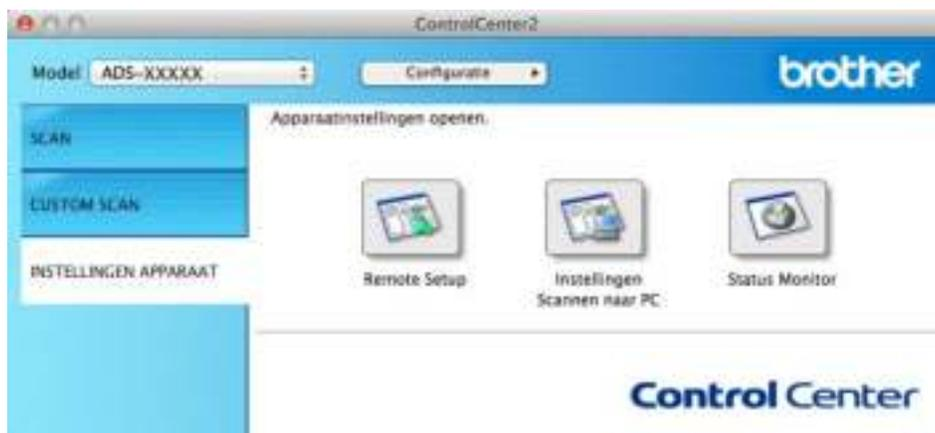 ControlCenter2
Model ADS-XXXXX Configuratie brother
SCAN
CUSTOM SCAN
INSTELLINGEN APPARAAT
Apparaatinstellingen openen.
Remote Setup
Instellingen
Scannen naar PC
Status Monitor
Control Center